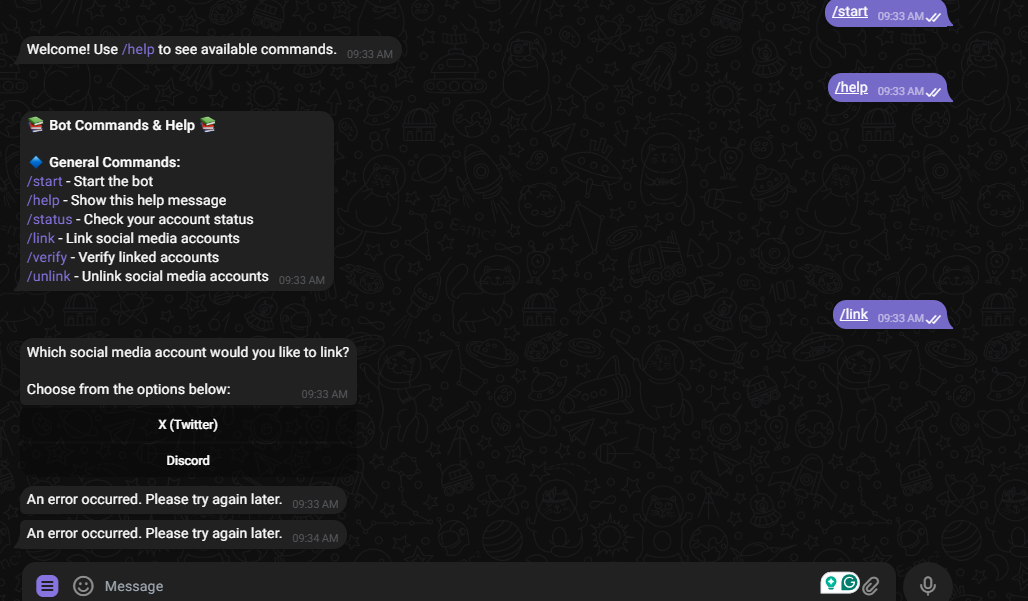 /start 09:33 AM
Welcome! Use /help to see available commands. 09:33 AM
/help 09:33 AM
📚 Bot Commands & Help 📚
🔷 General Commands:
/start - Start the bot
/help - Show this help message
/status - Check your account status
/link - Link social media accounts
/verify - Verify linked accounts
/unlink - Unlink social media accounts 09:33 AM
/link 09:33 AM
Which social media account would you like to link?
Choose from the options below: 09:33 AM
X (Twitter)
Discord
An error occurred. Please try again later. 09:33 AM
An error occurred. Please try again later. 09:34 AM
Message